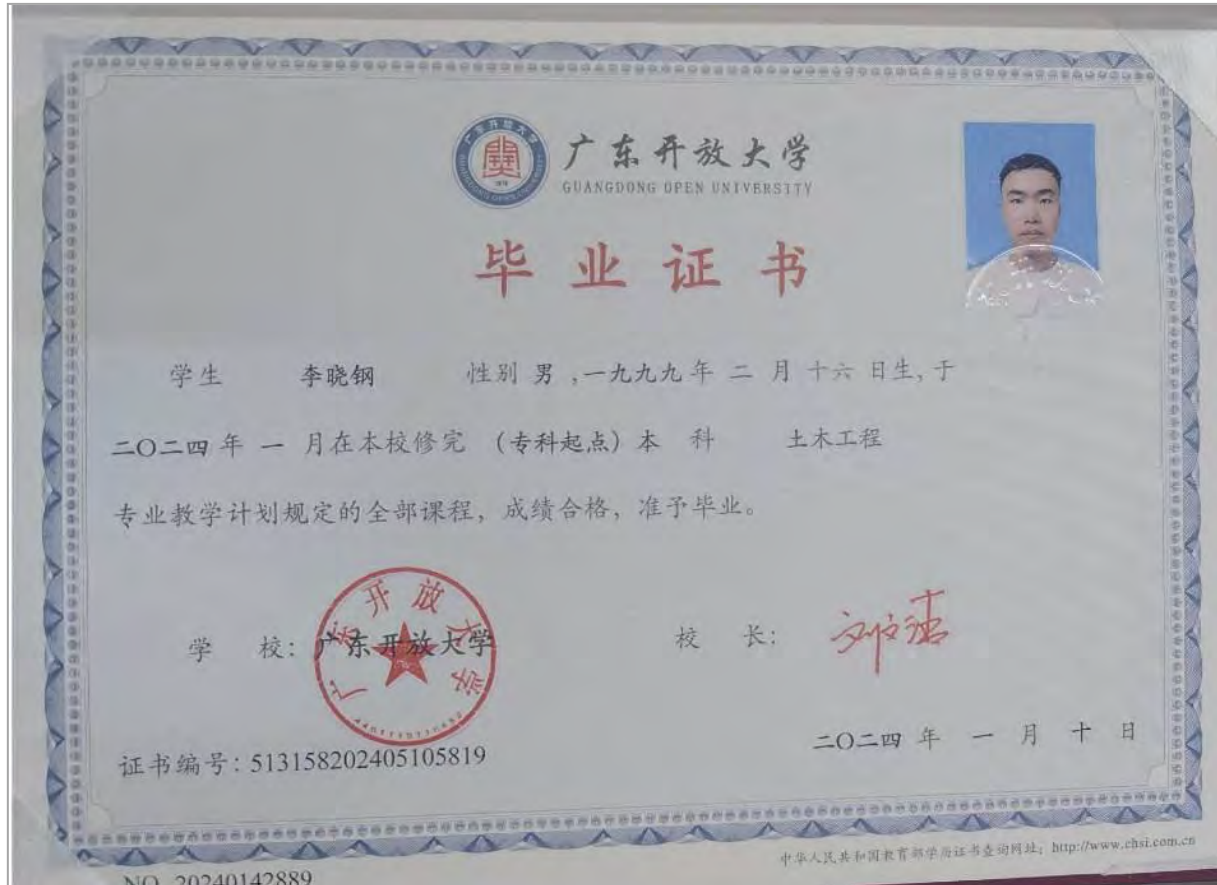 广东开放大学
GUANGDONG OPEN UNIVERSITY
毕业证书
学生 李晓钢 性别 男 ,一九九九年 二 月 十六 日生, 于
二〇二四 年 一 月在本校修完 (专科起点) 本 科 土木工程
专业教学计划规定的全部课程, 成绩合格, 准予毕业。
学 校: 广东开放大学
广东开放大学
校 长:
二〇二四 年 一 月 十 日
证书编号: 513158202405105819
中华人民共和国教育部学历证书查询网址: http://www.chsi.com.cn
NO 20240142889